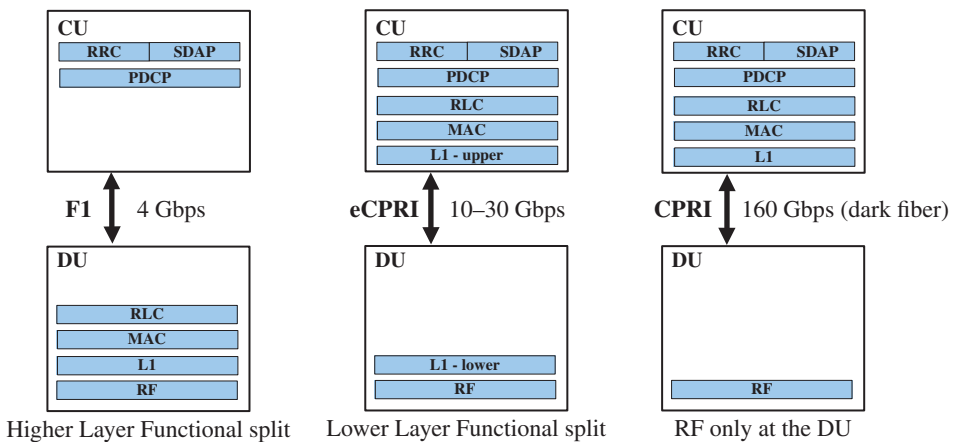 CU
RRC SDAP
PDCP
F1 4 Gbps
DU
RLC
MAC
L1
RF
Higher Layer Functional split
CU
RRC SDAP
PDCP
RLC
MAC
L1 - upper
eCPRI 10–30 Gbps
DU
L1 - lower
RF
Lower Layer Functional split
CU
RRC SDAP
PDCP
RLC
MAC
L1
CPRI 160 Gbps (dark fiber)
DU
RF
RF only at the DU